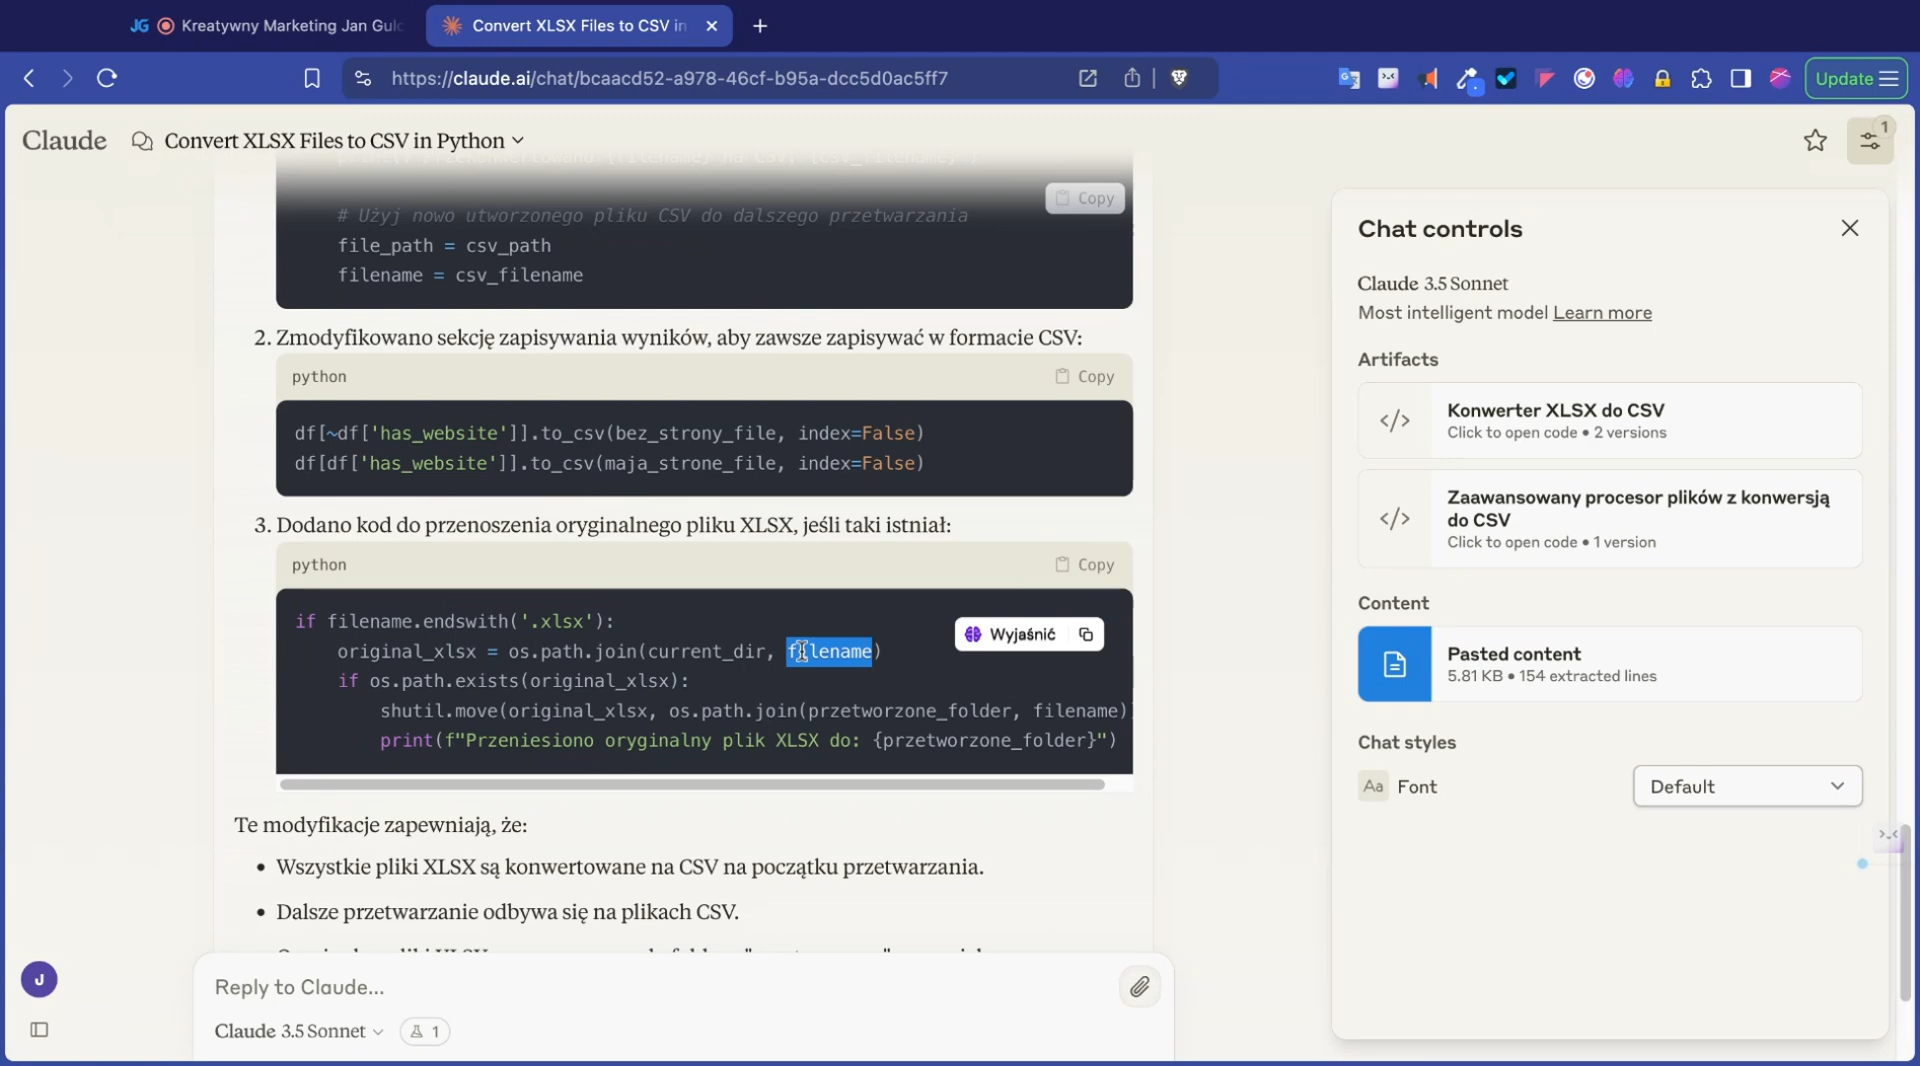 JG Kreatywny Marketing Jan Gul
Convert XLSX Files to CSV in
https://claude.ai/chat/bcaacd52-a978-46cf-b95a-dcc5d0ac5ff7
Update
Claude
Convert XLSX Files to CSV in Python
1
Copy
# Użyj nowo utworzonego pliku CSV do dalszego przetwarzania
file_path = csv_path
filename = csv_filename
2. Zmodyfikowano sekcję zapisywania wyników, aby zawsze zapisywać w formacie CSV:
python
Copy
df[~df['has_website']].to_csv(bez_strony_file, index=False)
df[df['has_website']].to_csv(maja_strone_file, index=False)
3. Dodano kod do przenoszenia oryginalnego pliku XLSX, jeśli taki istniał:
python
Copy
if filename.endswith('.xlsx'):
Wyjaśnić
original_xlsx = os.path.join(current_dir, filename)
if os.path.exists(original_xlsx):
shutil.move(original_xlsx, os.path.join(przetworzone_folder, filename)
print(f"Przeniesiono oryginalny plik XLSX do: {przetworzone_folder}")
Te modyfikacje zapewniają, że:
• Wszystkie pliki XLSX są konwertowane na CSV na początku przetwarzania.
• Dalsze przetwarzanie odbywa się na plikach CSV.
J
Reply to Claude...
Claude 3.5 Sonnet
1
Chat controls
Claude 3.5 Sonnet
Most intelligent model Learn more
Artifacts
</>
Konwerter XLSX do CSV
Click to open code • 2 versions
</>
Zaawansowany procesor plików z konwersją
do CSV
Click to open code • 1 version
Content
Pasted content
5.81 KB • 154 extracted lines
Chat styles
Aa Font
Default